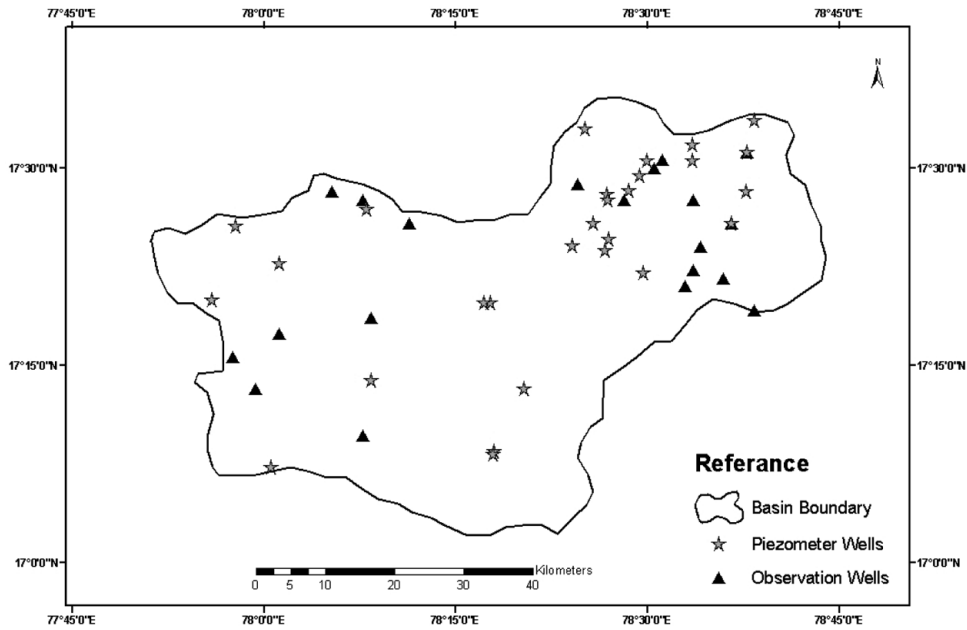 77°45'0"E 78°0'0"E 78°15'0"E 78°30'0"E 78°45'0"E
N
17°30'0"N 17°30'0"N
17°15'0"N 17°15'0"N
Referance
Basin Boundary
Piezometer Wells
Observation Wells
17°0'0"N 17°0'0"N
Kilometers
0 5 10 20 30 40
77°45'0"E 78°0'0"E 78°15'0"E 78°30'0"E 78°45'0"E